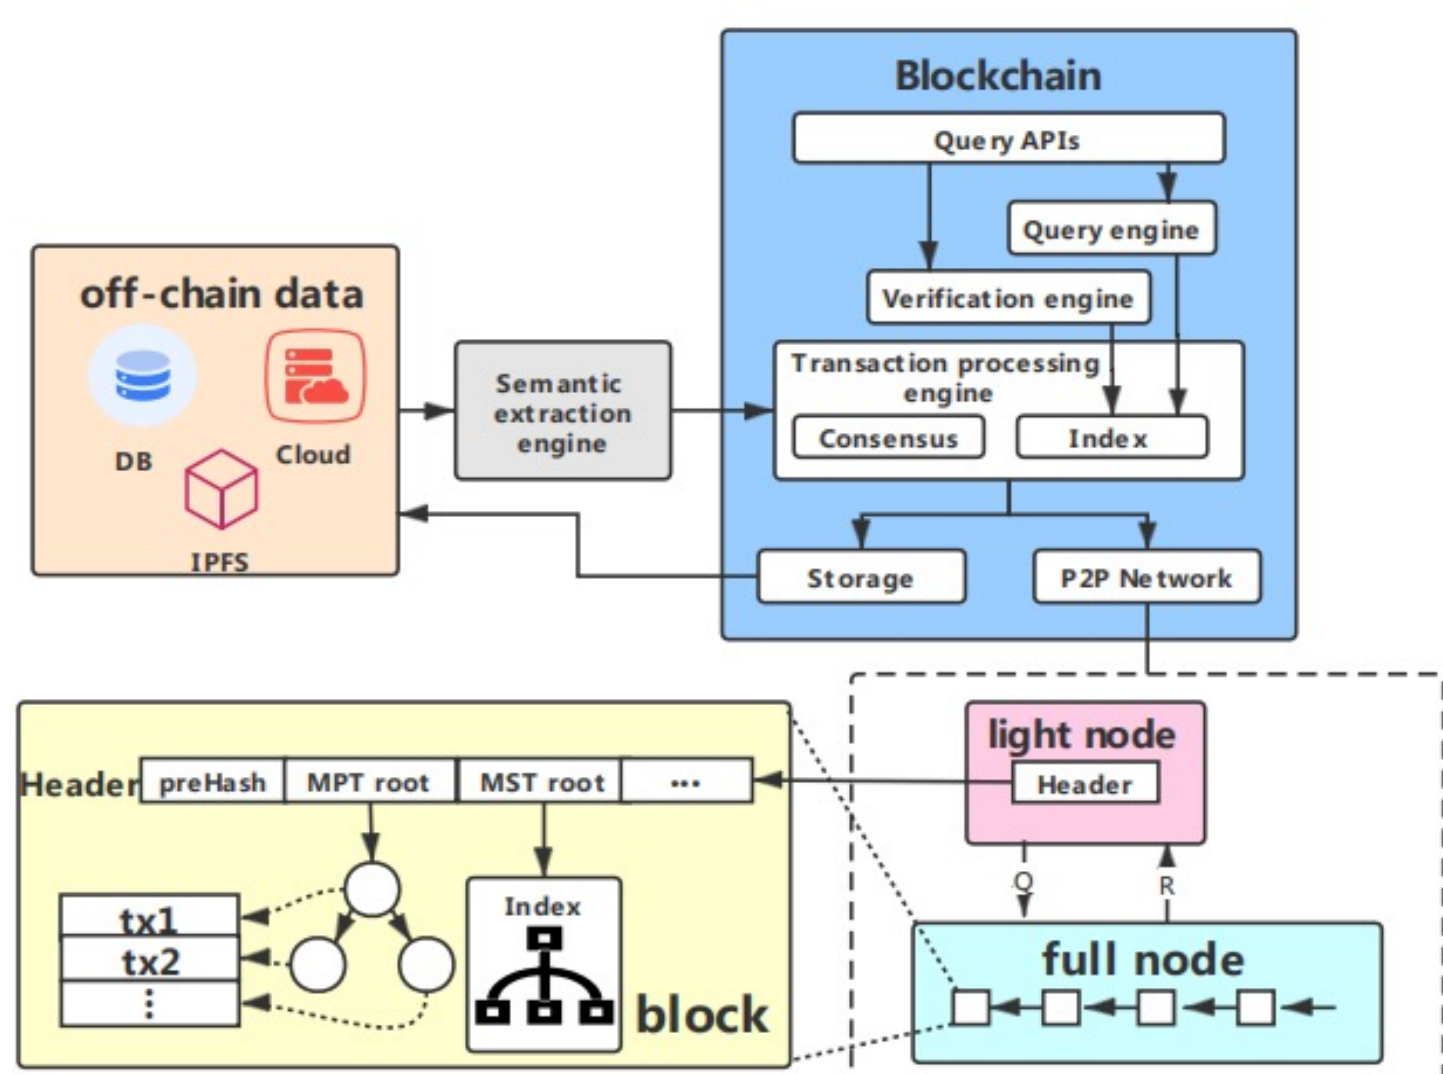 Blockchain
Query APIs
Query engine
Verification engine
Transaction processing
engine
Consensus
Index
Storage
P2P Network
off-chain data
DB
Cloud
IPFS
Semantic
extraction
engine
light node
Header
Q
R
full node
Header
preHash
MPT root
MST root
...
tx1
tx2
⋮
Index
block